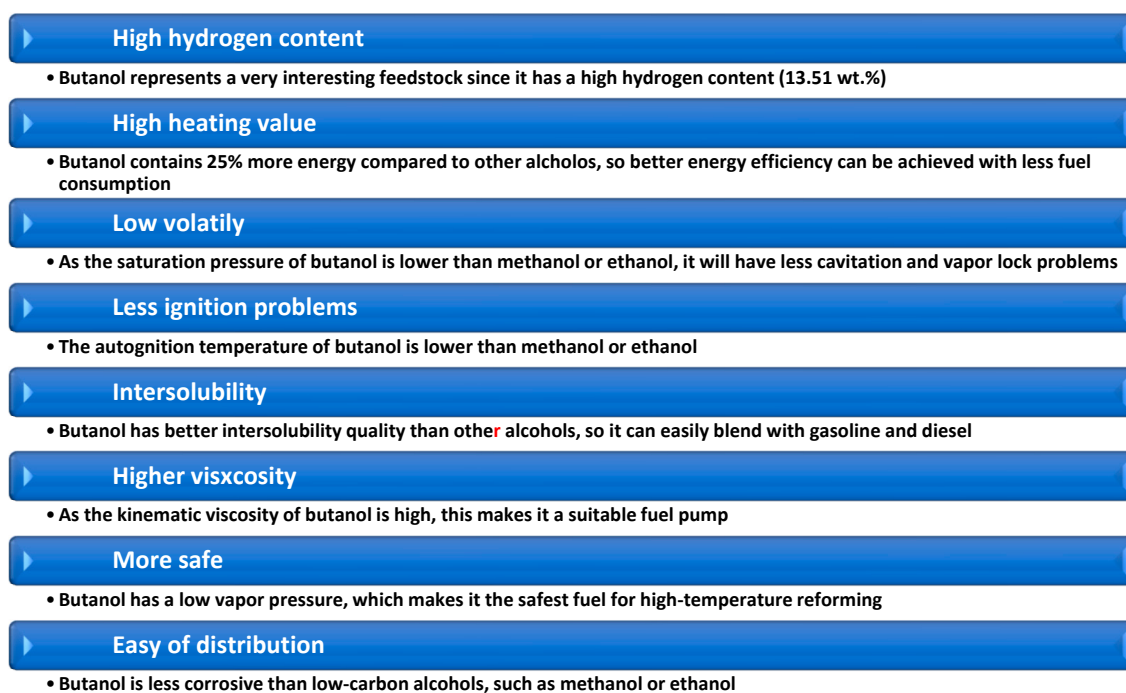 High hydrogen content
• Butanol represents a very interesting feedstock since it has a high hydrogen content (13.51 wt.%)
High heating value
• Butanol contains 25% more energy compared to other alcholos, so better energy efficiency can be achieved with less fuel
consumption
Low volatily
• As the saturation pressure of butanol is lower than methanol or ethanol, it will have less cavitation and vapor lock problems
Less ignition problems
• The autognition temperature of butanol is lower than methanol or ethanol
Intersolubility
• Butanol has better intersolubility quality than other alcohols, so it can easily blend with gasoline and diesel
Higher visxcosity
• As the kinematic viscosity of butanol is high, this makes it a suitable fuel pump
More safe
• Butanol has a low vapor pressure, which makes it the safest fuel for high-temperature reforming
Easy of distribution
• Butanol is less corrosive than low-carbon alcohols, such as methanol or ethanol